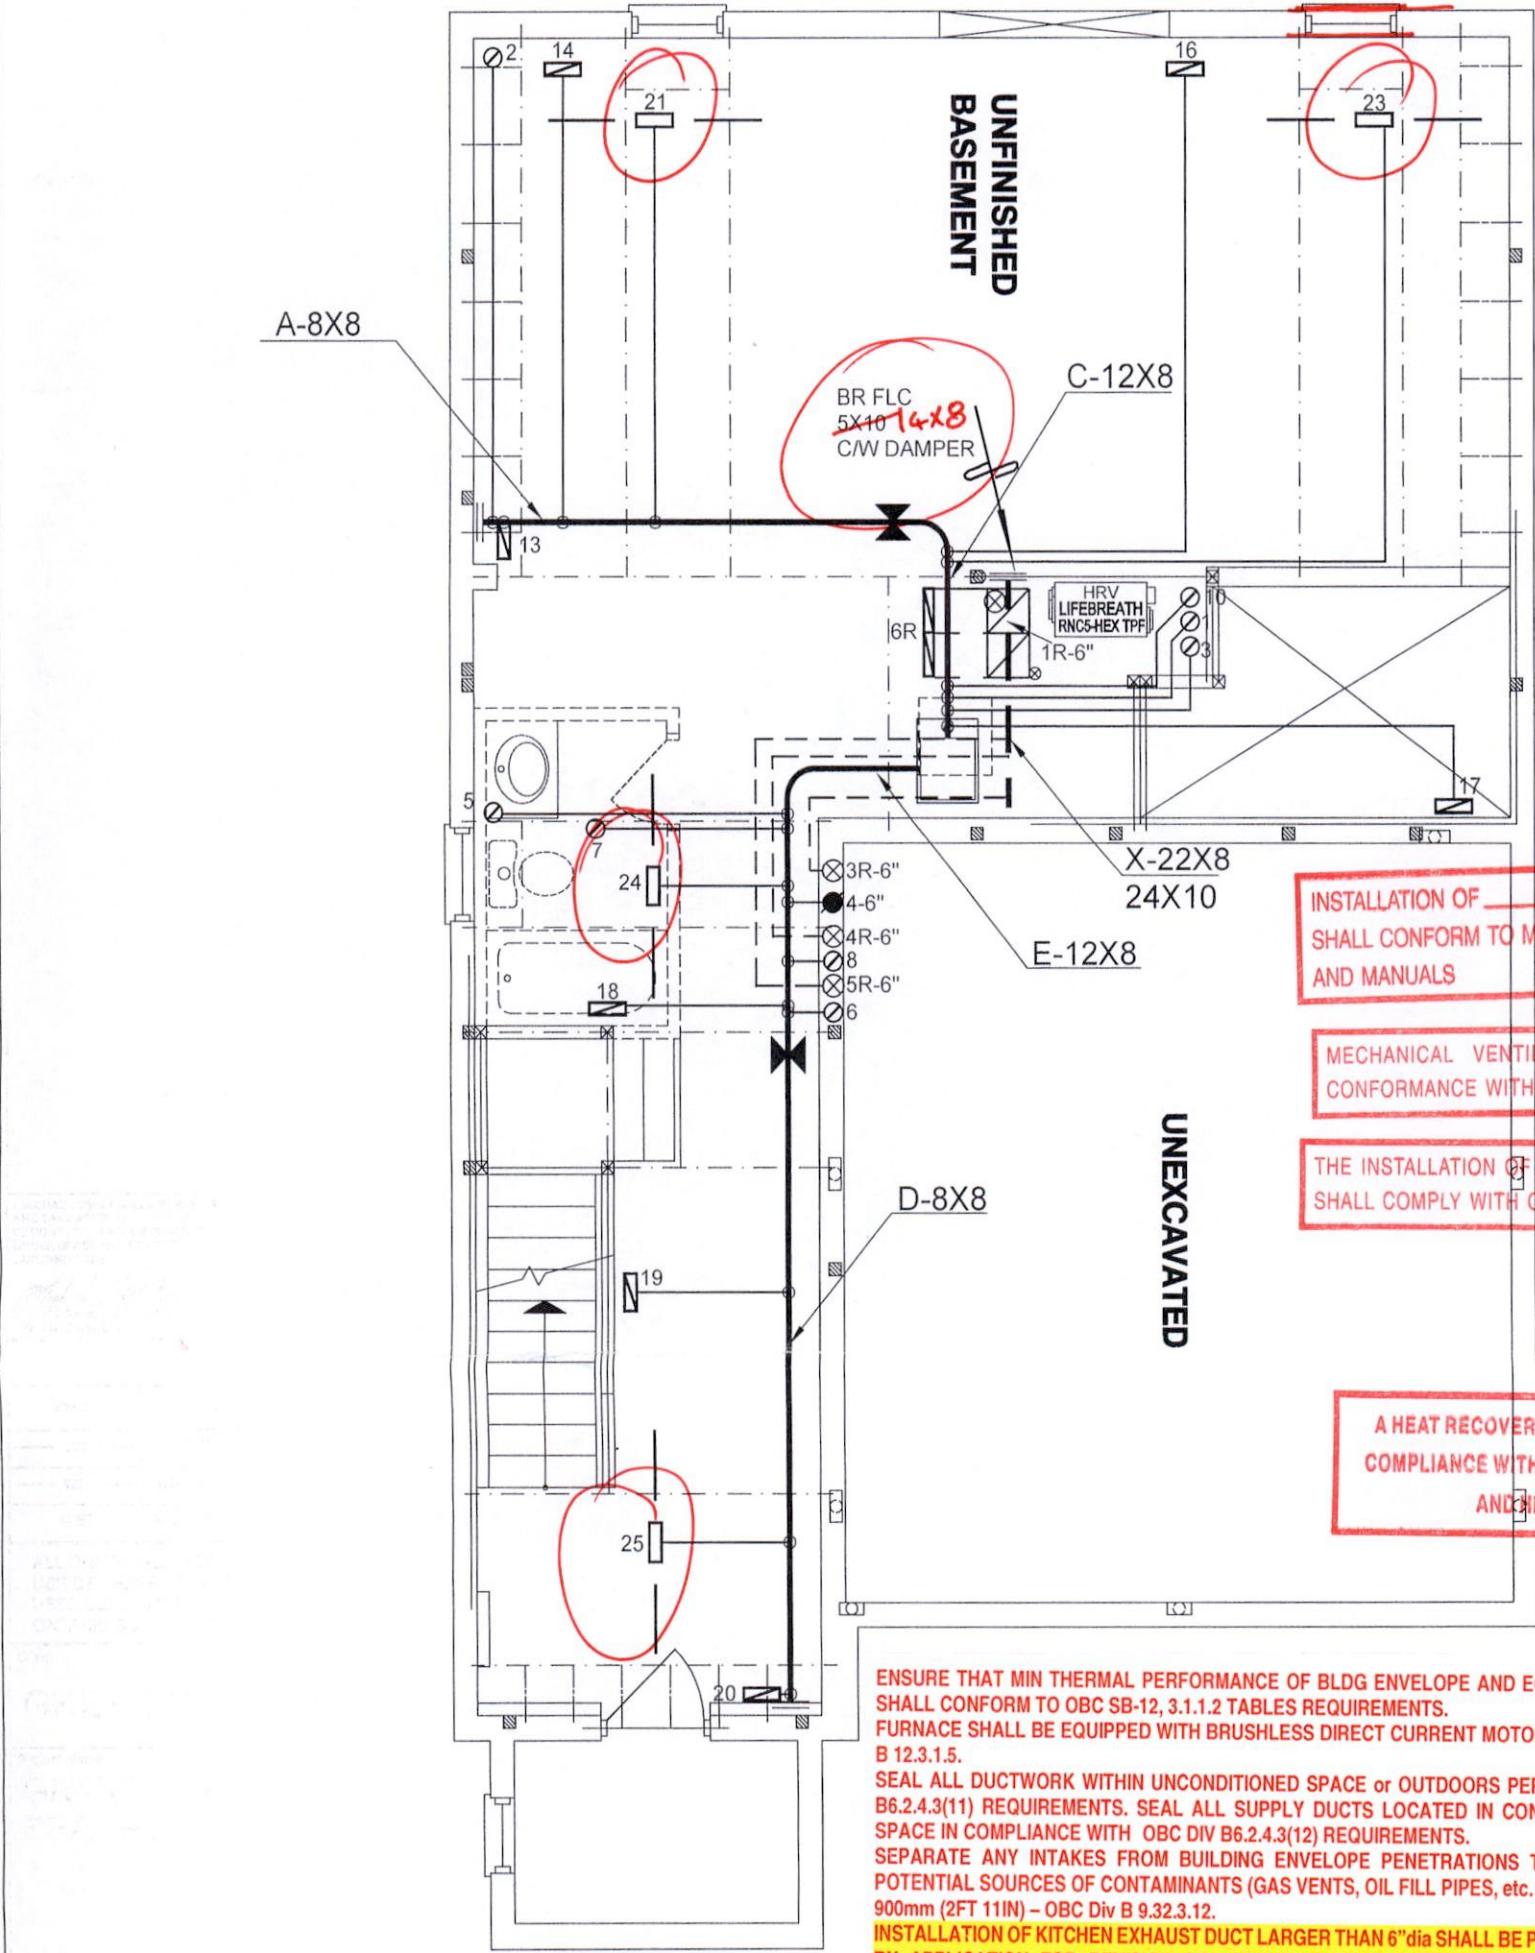 2
14
21
16
23
UNFINISHED
BASEMENT
A-8X8
C-12X8
BR FLC
5X10 14x8
C/W DAMPER
13
HRV
LIFEBREATH
RNC5-HEX TPF
10
1
3
6R
1R-6"
17
5
7
24
3R-6"
4-6"
4R-6"
8
5R-6"
6
X-22X8
24X10
E-12X8
18
INSTALLATION OF
SHALL CONFORM TO M
AND MANUALS
MECHANICAL VENTI
CONFORMANCE WITH
UNEXCAVATED
THE INSTALLATION OF
SHALL COMPLY WITH
D-8X8
19
A HEAT RECOVER
COMPLIANCE WITH
AND
25
20
ENSURE THAT MIN THERMAL PERFORMANCE OF BLDG ENVELOPE AND E
SHALL CONFORM TO OBC SB-12, 3.1.1.2 TABLES REQUIREMENTS.
FURNACE SHALL BE EQUIPPED WITH BRUSHLESS DIRECT CURRENT MOTO
B 12.3.1.5.
SEAL ALL DUCTWORK WITHIN UNCONDITIONED SPACE or OUTDOORS PE
B6.2.4.3(11) REQUIREMENTS. SEAL ALL SUPPLY DUCTS LOCATED IN CON
SPACE IN COMPLIANCE WITH OBC DIV B6.2.4.3(12) REQUIREMENTS.
SEPARATE ANY INTAKES FROM BUILDING ENVELOPE PENETRATIONS T
POTENTIAL SOURCES OF CONTAMINANTS (GAS VENTS, OIL FILL PIPES, etc.
900mm (2FT 11IN) – OBC Div B 9.32.3.12.
INSTALLATION OF KITCHEN EXHAUST DUCT LARGER THAN 6"dia SHALL BE